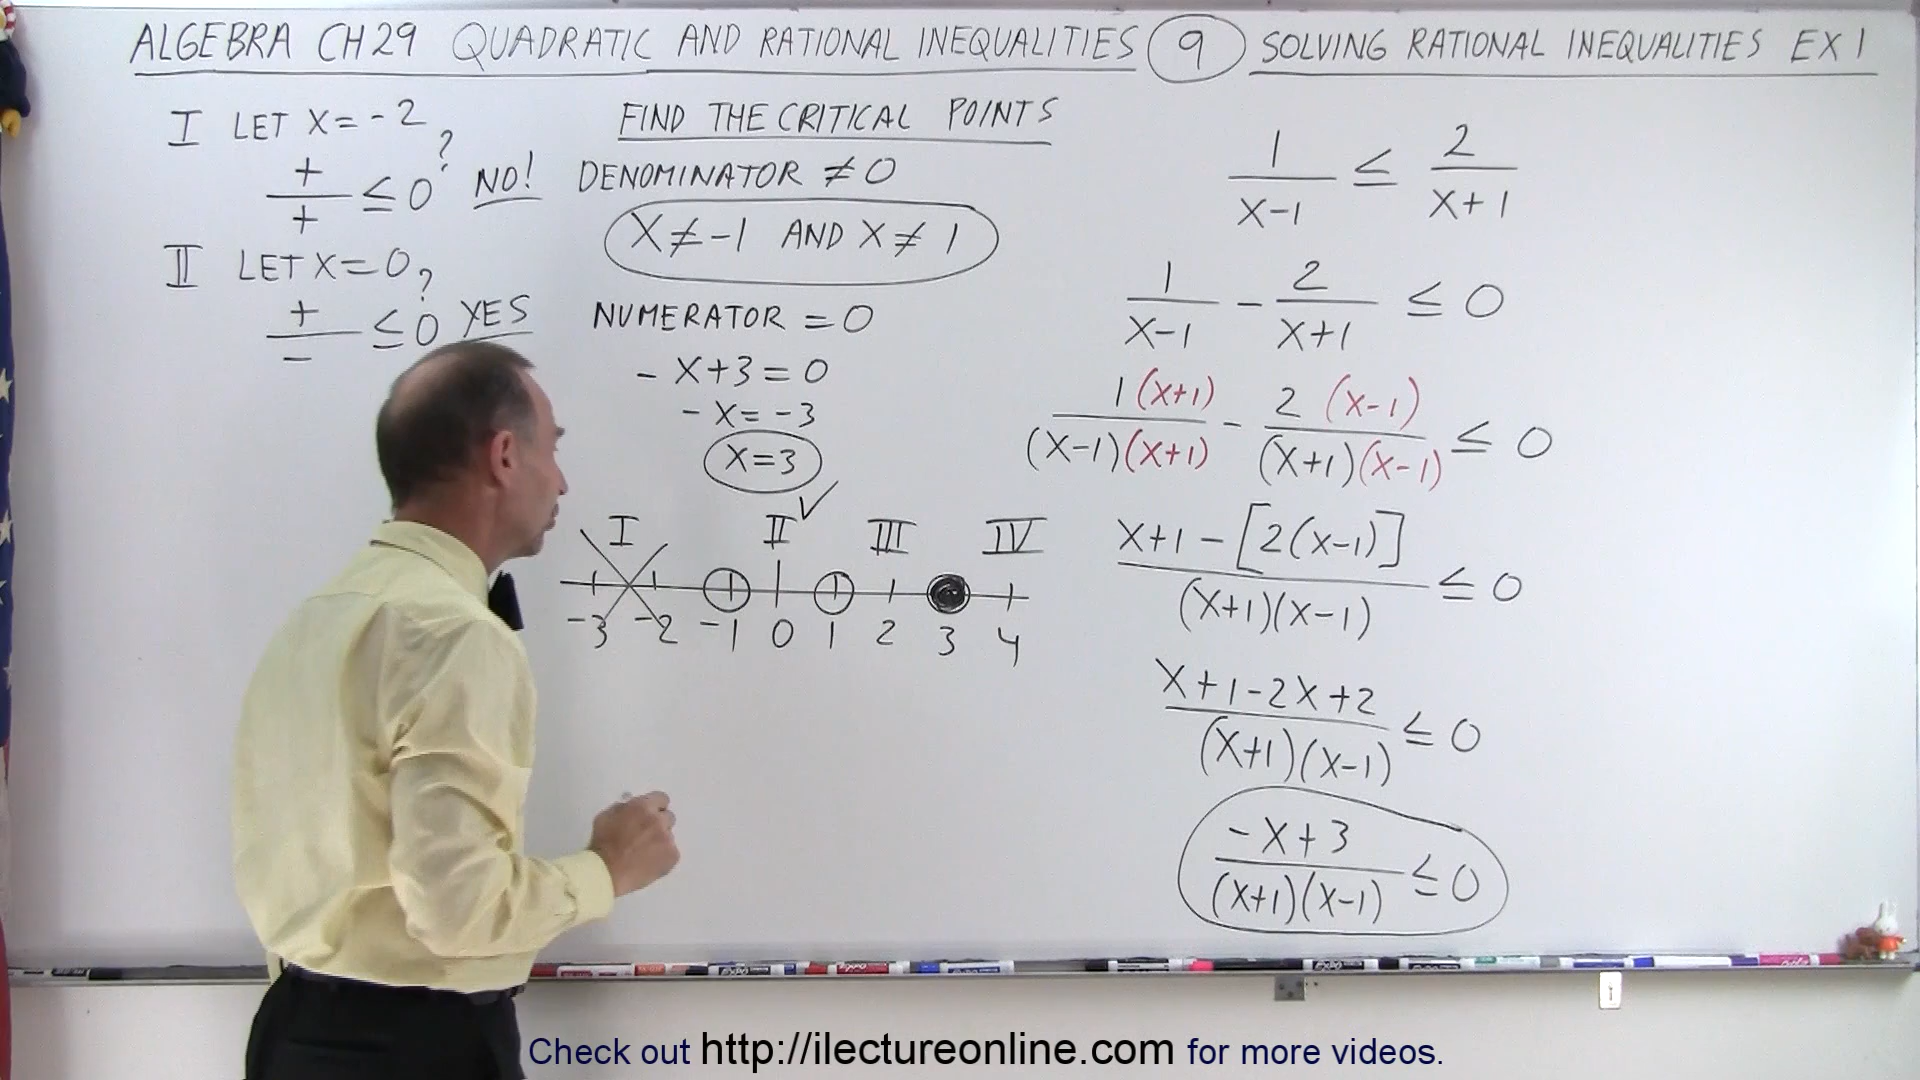 ALGEBRA CH 29 QUADRATIC AND RATIONAL INEQUALITIES 9 SOLVING RATIONAL INEQUALITIES EX 1
I LET X = -2
+/+ ≤ 0? NO!
II LET X = 0
+/- ≤ 0? YES
FIND THE CRITICAL POINTS
DENOMINATOR ≠ 0
X ≠ -1 AND X ≠ 1
NUMERATOR = 0
- X + 3 = 0
- X = -3
X = 3
I II ✓ III IV
-3 -2 -1 0 1 2 3 4
1/(X-1) ≤ 2/(X+1)
1/(X-1) - 2/(X+1) ≤ 0
1(X+1)/((X-1)(X+1)) - 2(X-1)/((X+1)(X-1)) ≤ 0
(X+1-[2(X-1)])/((X+1)(X-1)) ≤ 0
(X+1-2X+2)/((X+1)(X-1)) ≤ 0
(-X+3)/((X+1)(X-1)) ≤ 0
Check out http://ilectureonline.com for more videos.